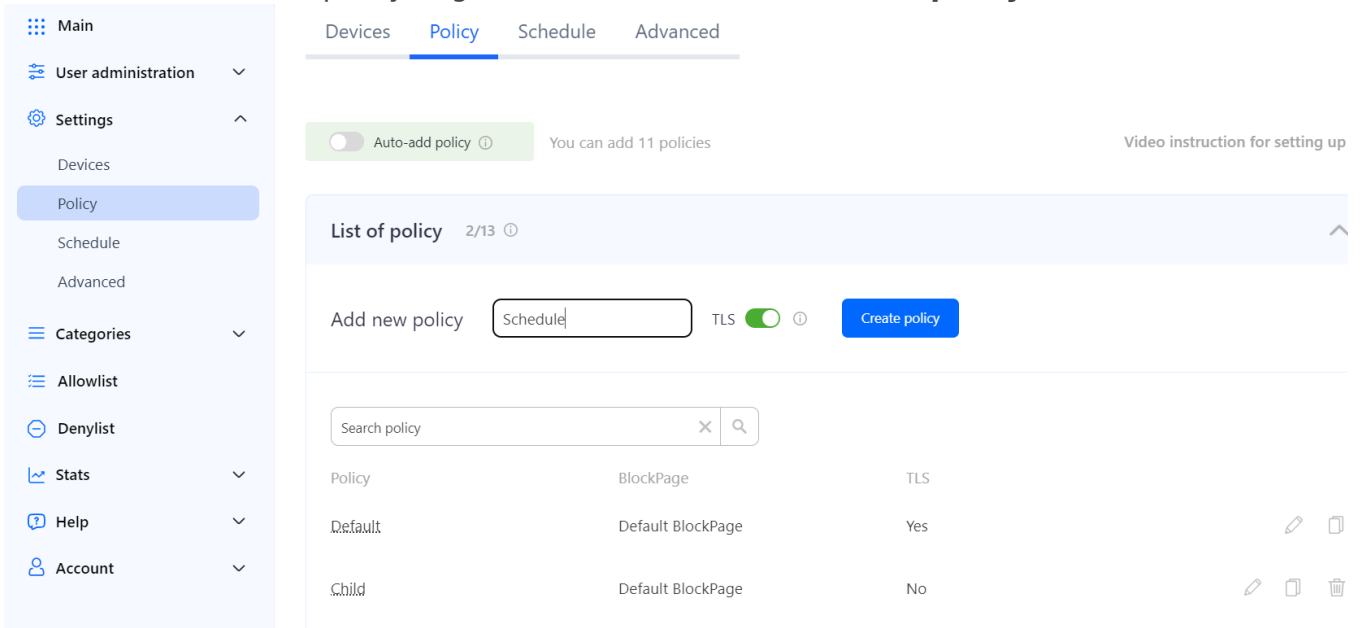 Main
User administration
Settings
Devices
Policy
Schedule
Advanced
Categories
Allowlist
Denylist
Stats
Help
Account
Devices Policy Schedule Advanced
Auto-add policy You can add 11 policies Video instruction for setting up
List of policy 2/13
Add new policy Schedule TLS Create policy
Search policy
Policy BlockPage TLS
Default Default BlockPage Yes
Child Default BlockPage No